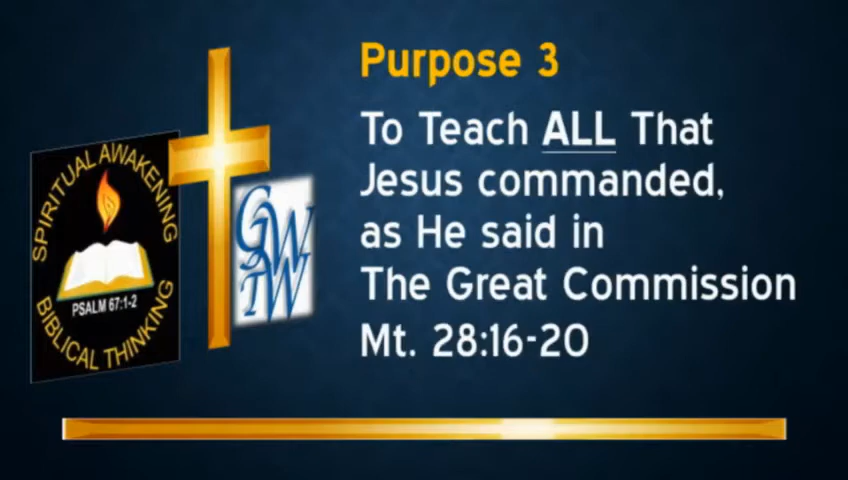 Purpose 3
To Teach ALL That
Jesus commanded,
as He said in
The Great Commission
Mt. 28:16-20
SPIRITUAL AWAKENING
PSALM 67:1-2
BIBLICAL THINKING
GWTW